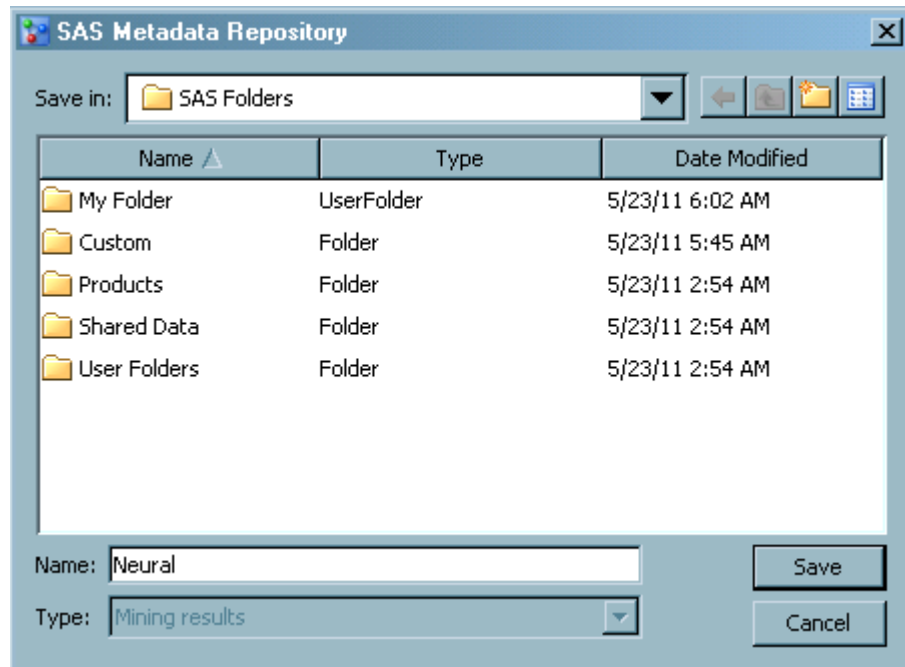 SAS Metadata Repository
Save in: SAS Folders
Name Type Date Modified
My Folder UserFolder 5/23/11 6:02 AM
Custom Folder 5/23/11 5:45 AM
Products Folder 5/23/11 2:54 AM
Shared Data Folder 5/23/11 2:54 AM
User Folders Folder 5/23/11 2:54 AM
Name: Neural Save
Type: Mining results Cancel